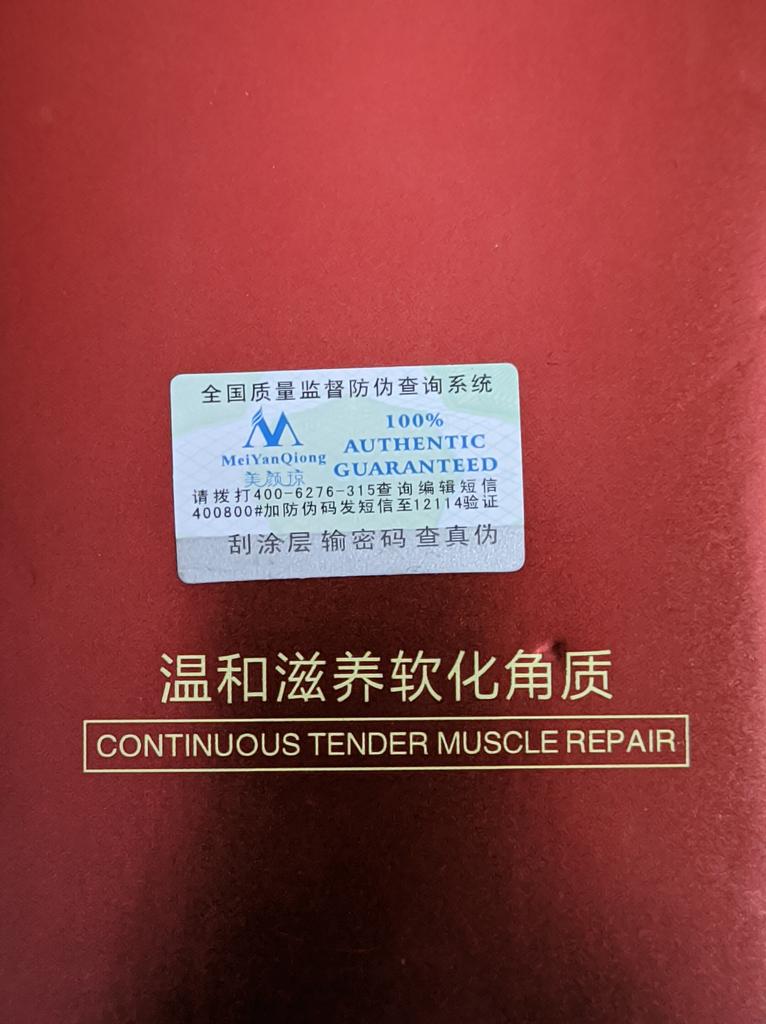 全国质量监督防伪查询系统
MeiYanQiong
美颜琼
100%
AUTHENTIC
GUARANTEED
请拨打400-6276-315查询编辑短信
400800#加防伪码发短信至12114验证
刮涂层 输密码 查真伪
温和滋养软化角质
CONTINUOUS TENDER MUSCLE REPAIR